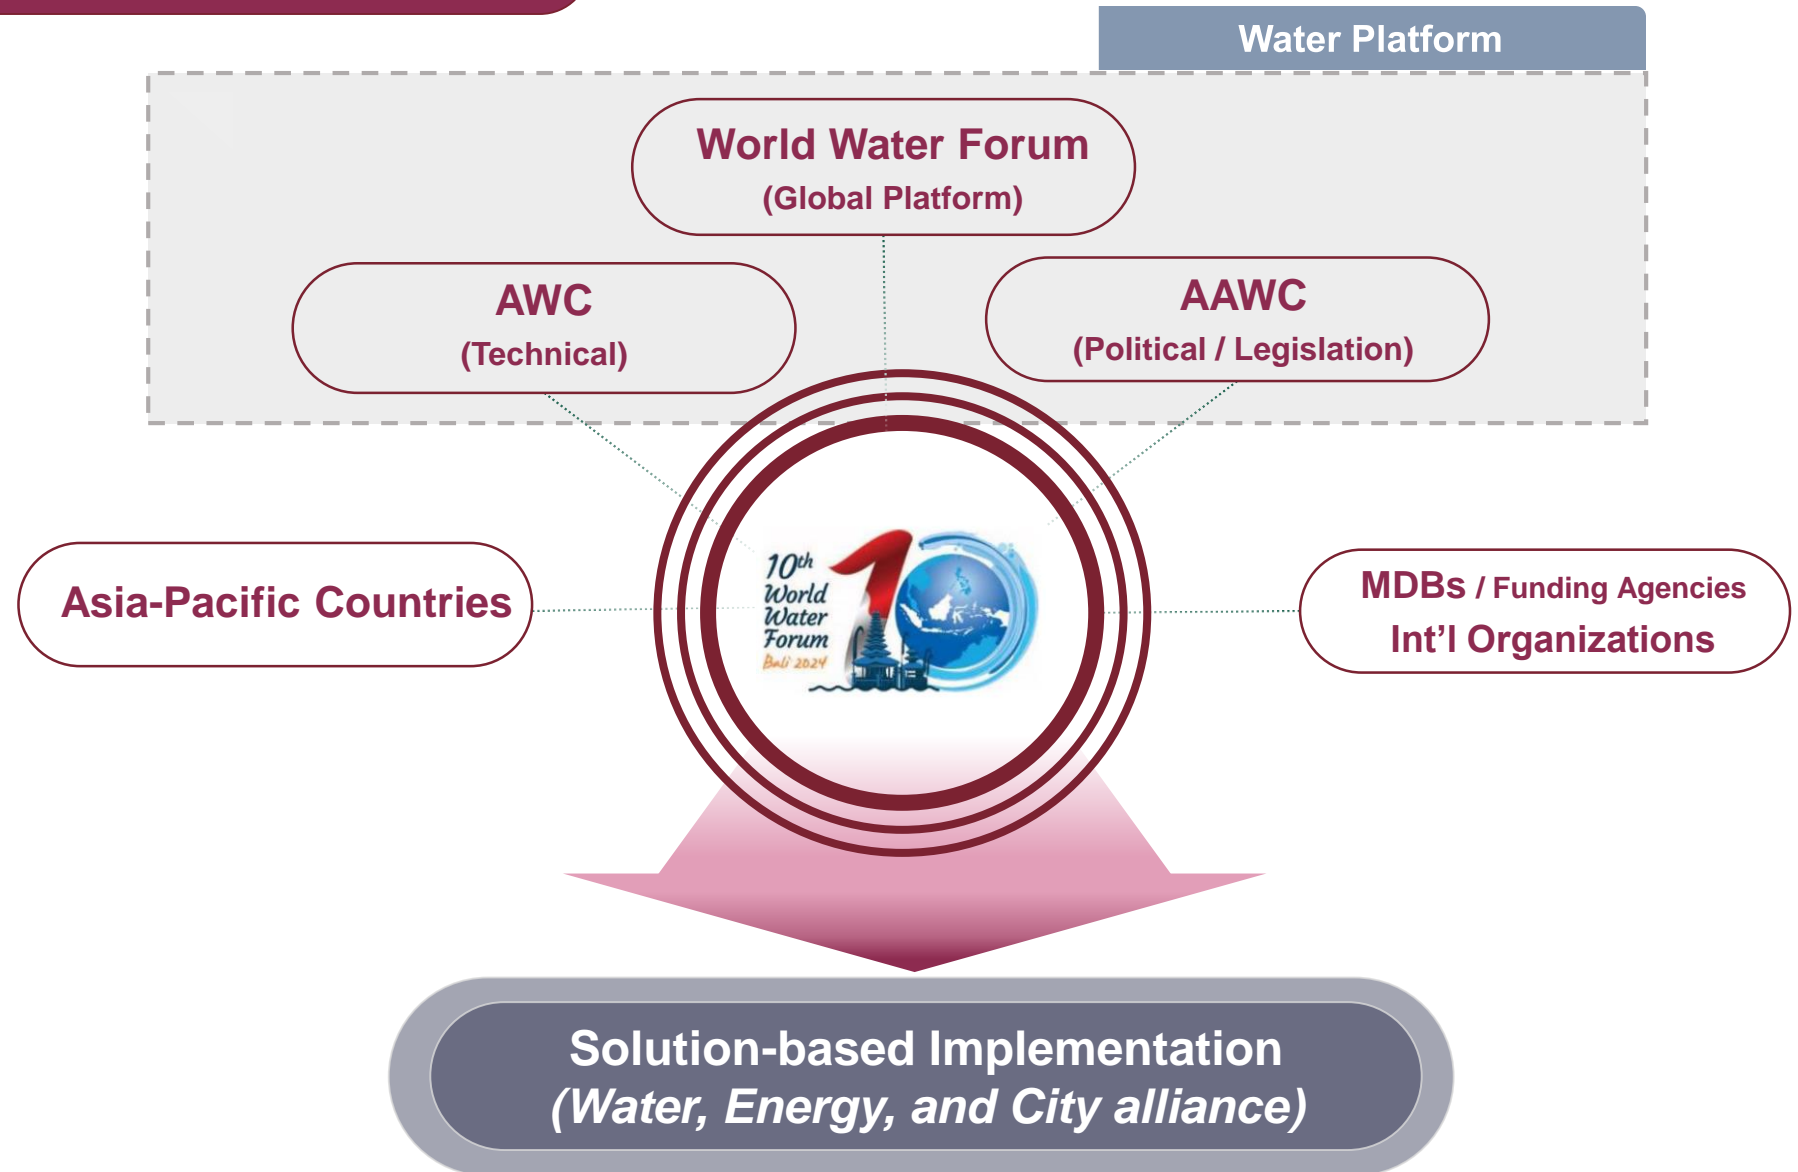 Water Platform
World Water Forum
(Global Platform)
AWC
(Technical)
AAWC
(Political / Legislation)
10th
World
Water
Forum
Bali 2024
Asia-Pacific Countries
MDBs / Funding Agencies
Int’l Organizations
Solution-based Implementation
(Water, Energy, and City alliance)